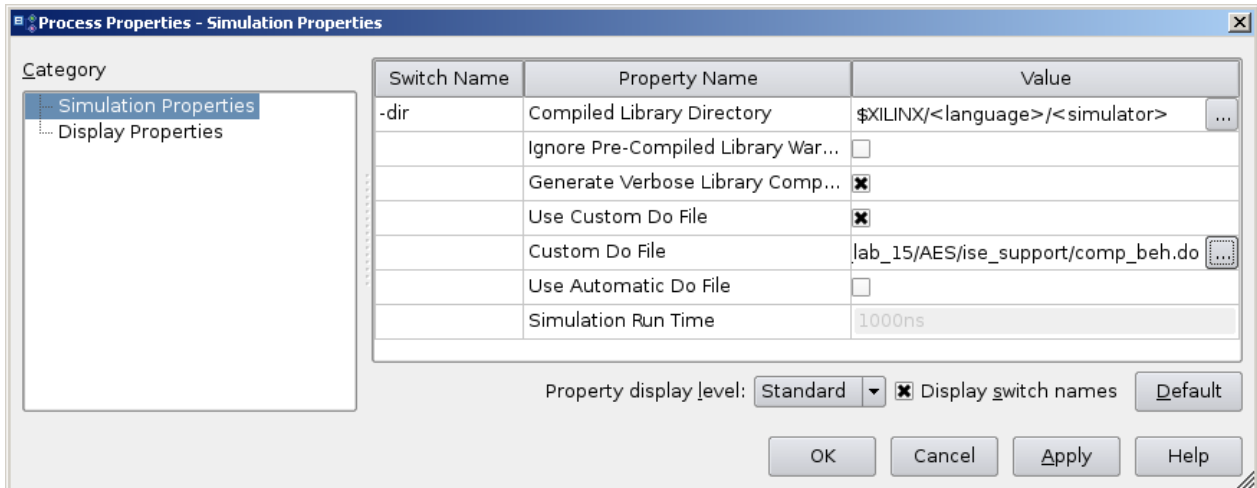 Process Properties - Simulation Properties
Category
Simulation Properties
Display Properties
Switch Name Property Name Value
-dir Compiled Library Directory $XILINX/<language>/<simulator> ...
Ignore Pre-Compiled Library War...
Generate Verbose Library Comp...
Use Custom Do File
Custom Do File lab_15/AES/ise_support/comp_beh.do ...
Use Automatic Do File
Simulation Run Time 1000ns
Property display level: Standard Display switch names Default
OK Cancel Apply Help